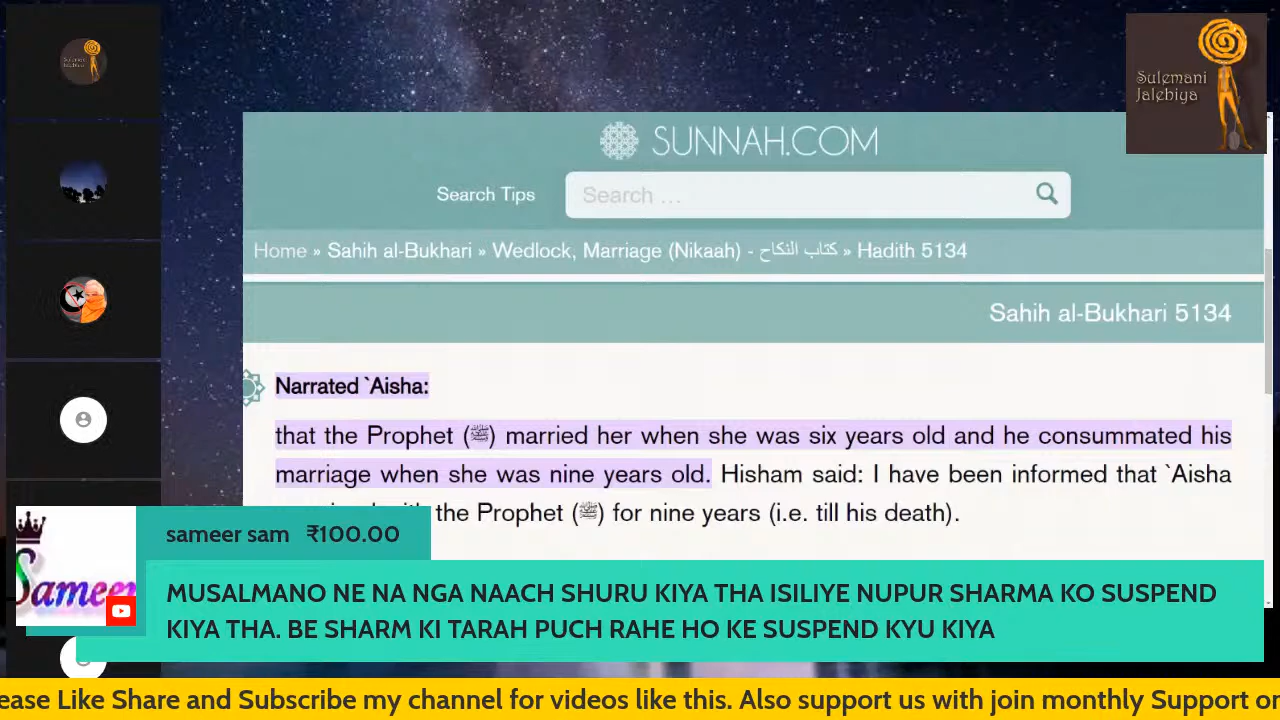 Sulemani
Jalebiya
SUNNAH.COM
Search Tips
Search ...
Home » Sahih al-Bukhari » Wedlock, Marriage (Nikaah) - كتاب النكاح » Hadith 5134
Sahih al-Bukhari 5134
Narrated `Aisha:
that the Prophet (ﷺ) married her when she was six years old and he consummated his
marriage when she was nine years old. Hisham said: I have been informed that `Aisha
the Prophet (ﷺ) for nine years (i.e. till his death).
sameer sam ₹100.00
Sameer
MUSALMANO NE NA NGA NAACH SHURU KIYA THA ISILIYE NUPUR SHARMA KO SUSPEND
KIYA THA. BE SHARM KI TARAH PUCH RAHE HO KE SUSPEND KYU KIYA
ease Like Share and Subscribe my channel for videos like this. Also support us with join monthly Support or